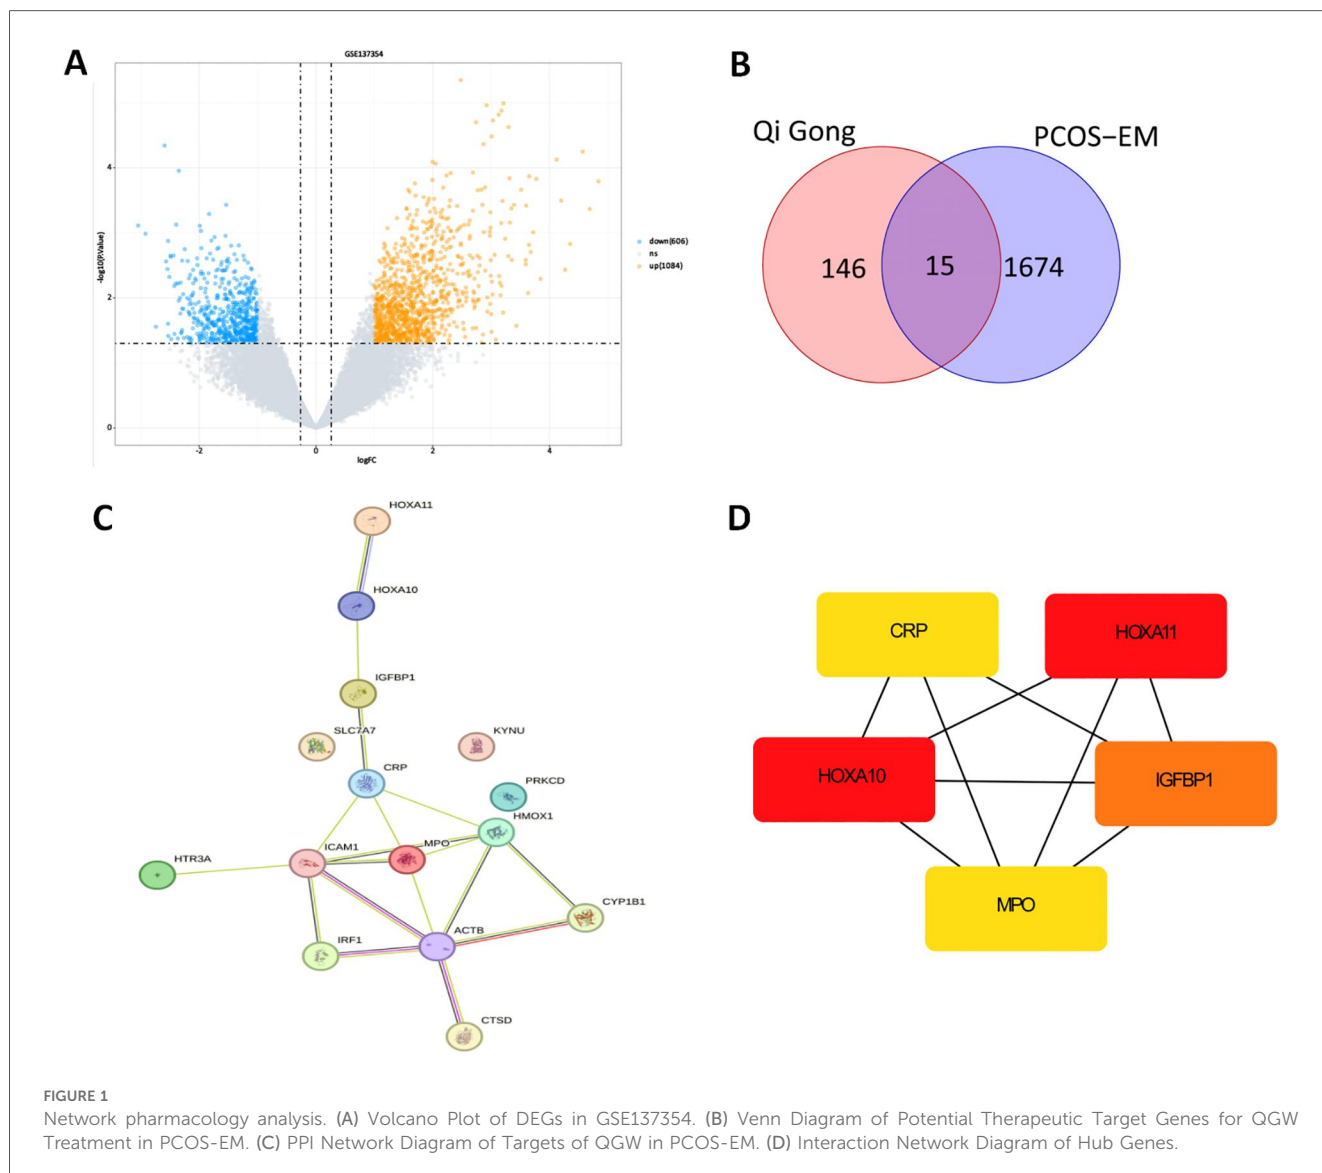 A
GSE137354
-log10(P.Value)
4
2
0
-2
0
2
4
logFC
down(606)
ns
up(1084)
B
Qi Gong
PCOS−EM
146
15
1674
C
HOXA11
HOXA10
IGFBP1
SLC7A7
KYNU
CRP
PRKCD
HMOX1
ICAM1
MPO
HTR3A
CYP1B1
IRF1
ACTB
CTSD
D
CRP
HOXA11
HOXA10
IGFBP1
MPO
FIGURE 1
Network pharmacology analysis. (A) Volcano Plot of DEGs in GSE137354. (B) Venn Diagram of Potential Therapeutic Target Genes for QGW
Treatment in PCOS-EM. (C) PPI Network Diagram of Targets of QGW in PCOS-EM. (D) Interaction Network Diagram of Hub Genes.